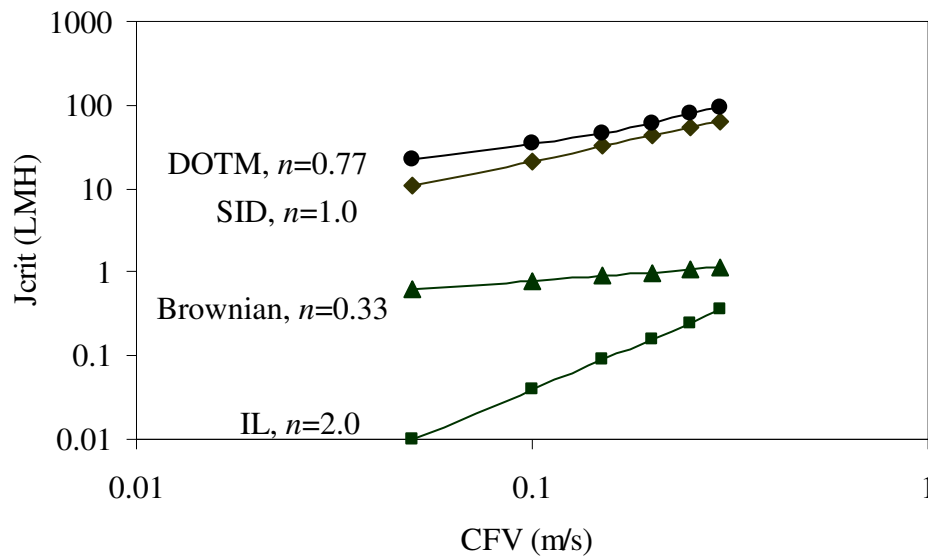 1000
100
10
1
0.1
0.01
Jcrit (LMH)
DOTM, n=0.77
SID, n=1.0
Brownian, n=0.33
IL, n=2.0
0.01 0.1 1
CFV (m/s)